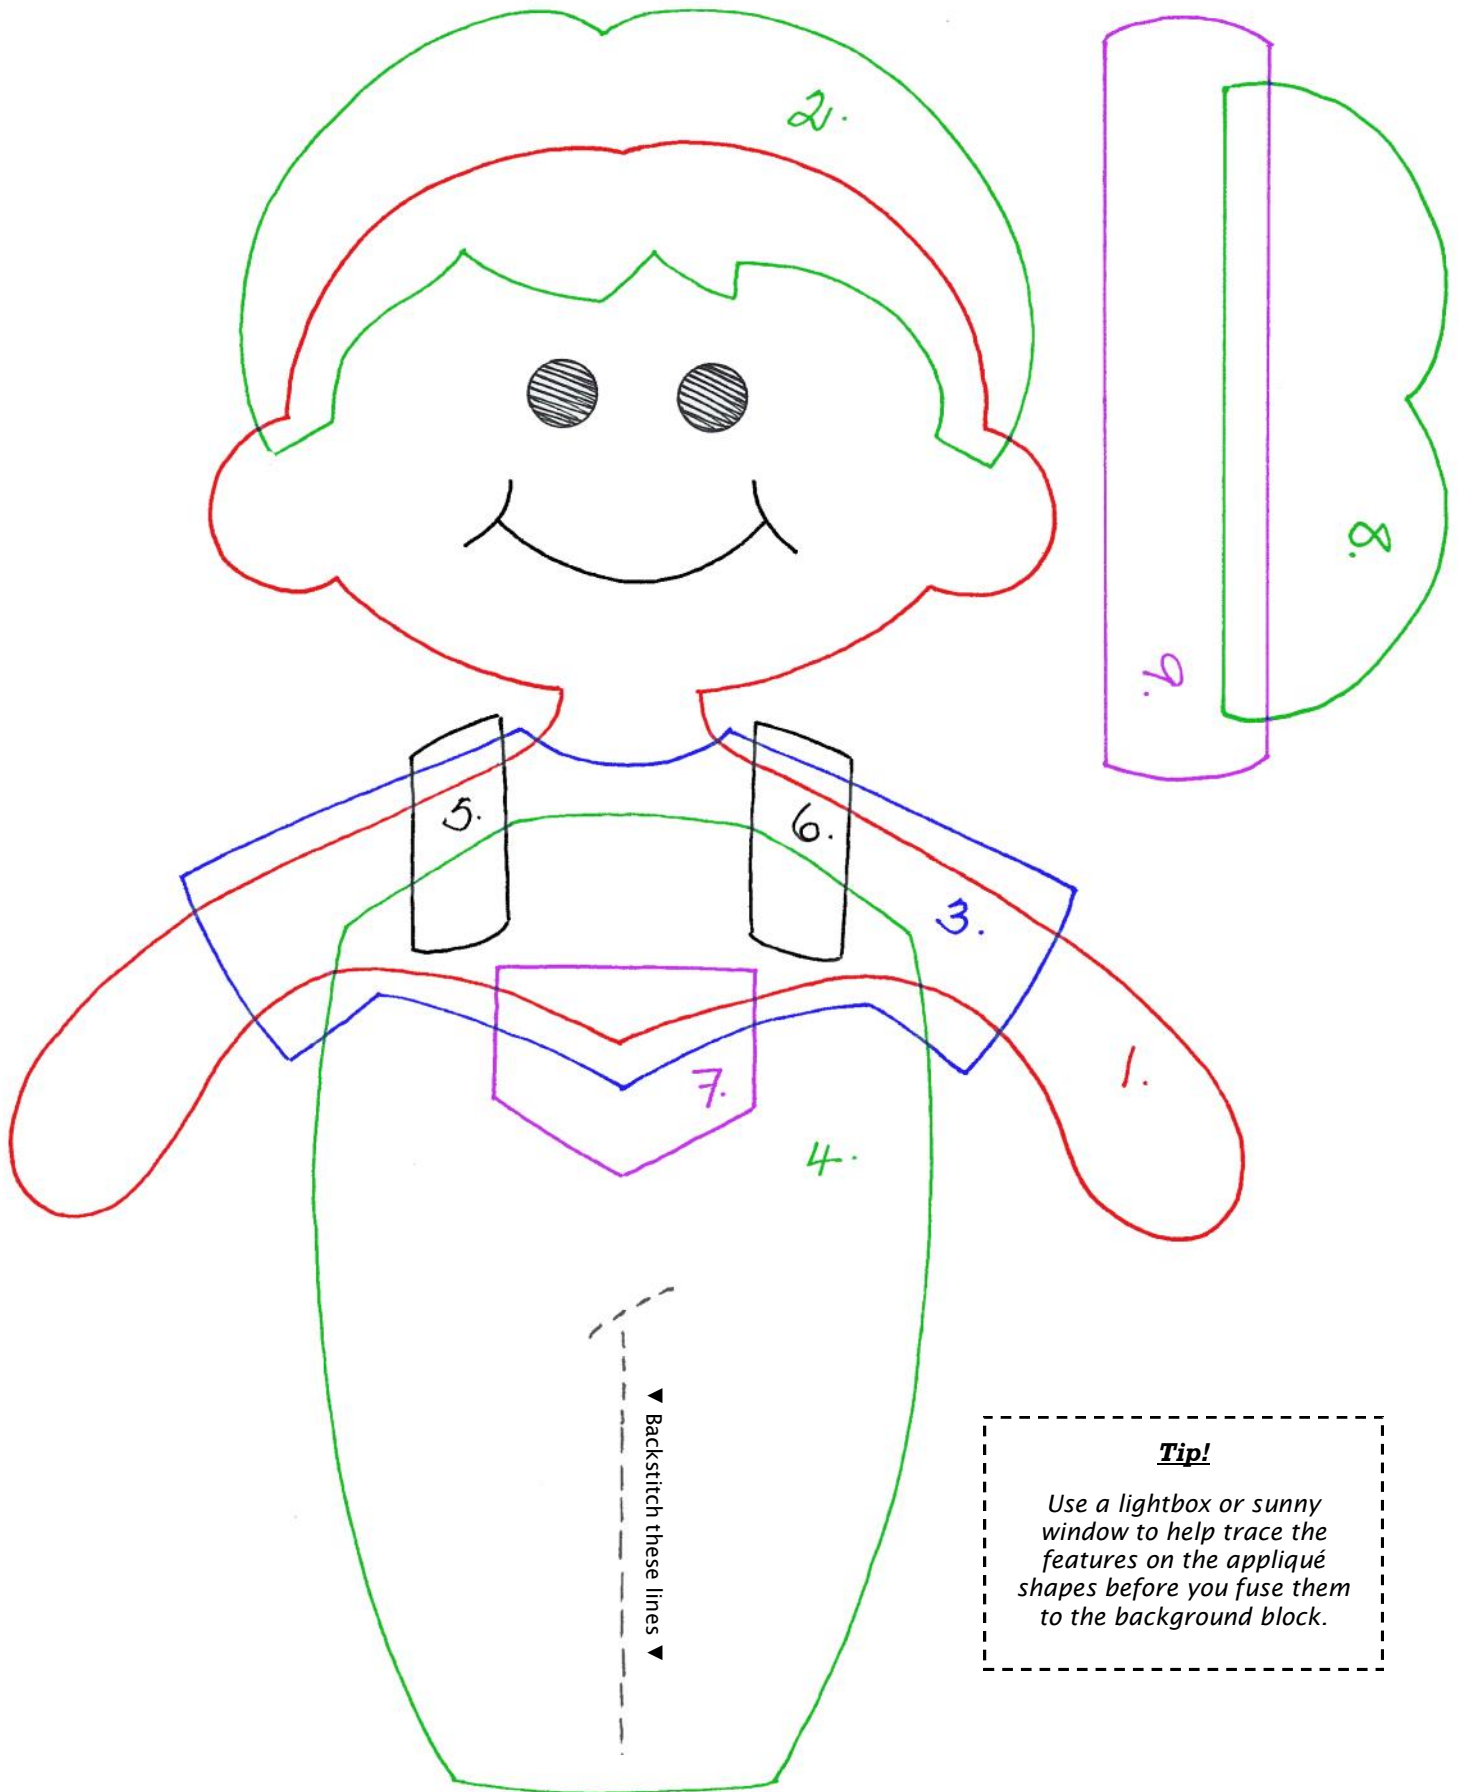 2.
8.
9.
5.
6.
3.
1.
7.
4.
▼ Backstitch these lines ▼
Tip!
Use a lightbox or sunny
window to help trace the
features on the appliqué
shapes before you fuse them
to the background block.